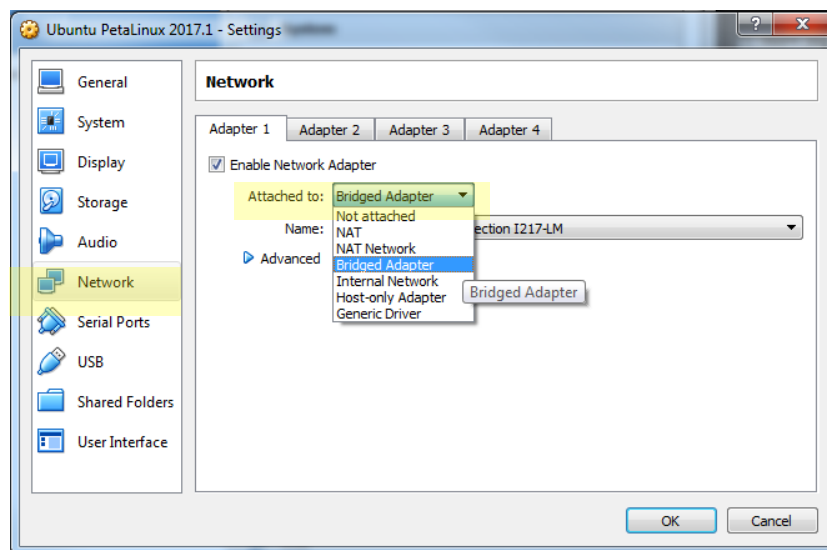 Ubuntu PetaLinux 2017.1 - Settings
?
X
General
System
Display
Storage
Audio
Network
Serial Ports
USB
Shared Folders
User Interface
Network
Adapter 1
Adapter 2
Adapter 3
Adapter 4
Enable Network Adapter
Attached to: Bridged Adapter
Not attached
Name: NAT ection I217-LM
NAT Network
Advanced Bridged Adapter
Internal Network
Host-only Adapter
Bridged Adapter
Generic Driver
OK
Cancel